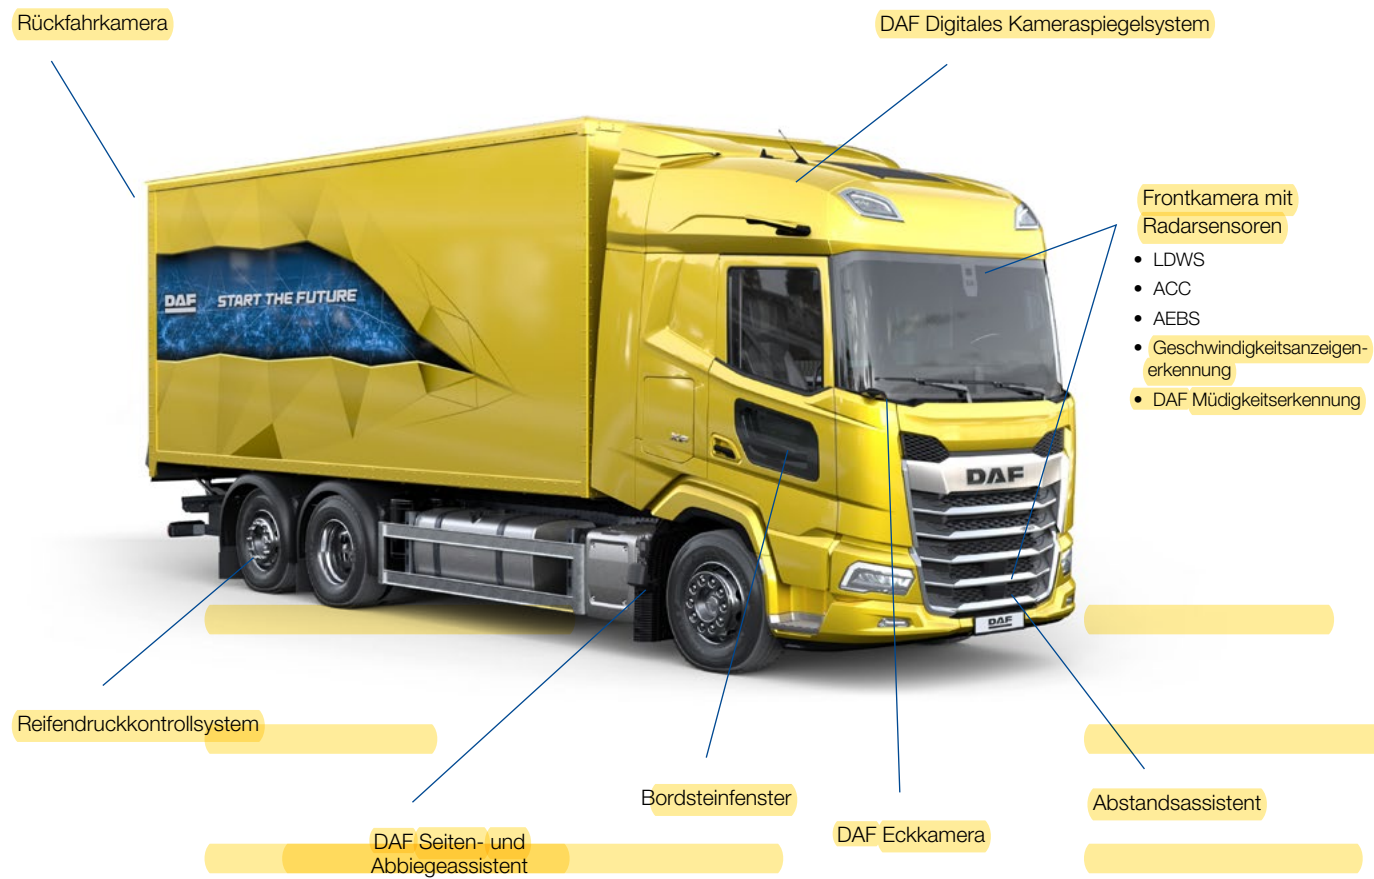 Rückfahrkamera
DAF Digitales Kameraspiegelsystem
Frontkamera mit
Radarsensoren
• LDWS
• ACC
• AEBS
• Geschwindigkeitsanzeigen-
erkennung
• DAF Müdigkeitserkennung
DAF START THE FUTURE
DAF
DAF
Reifendruckkontrollsystem
Bordsteinfenster
Abstandsassistent
DAF Eckkamera
DAF Seiten- und
Abbiegeassistent